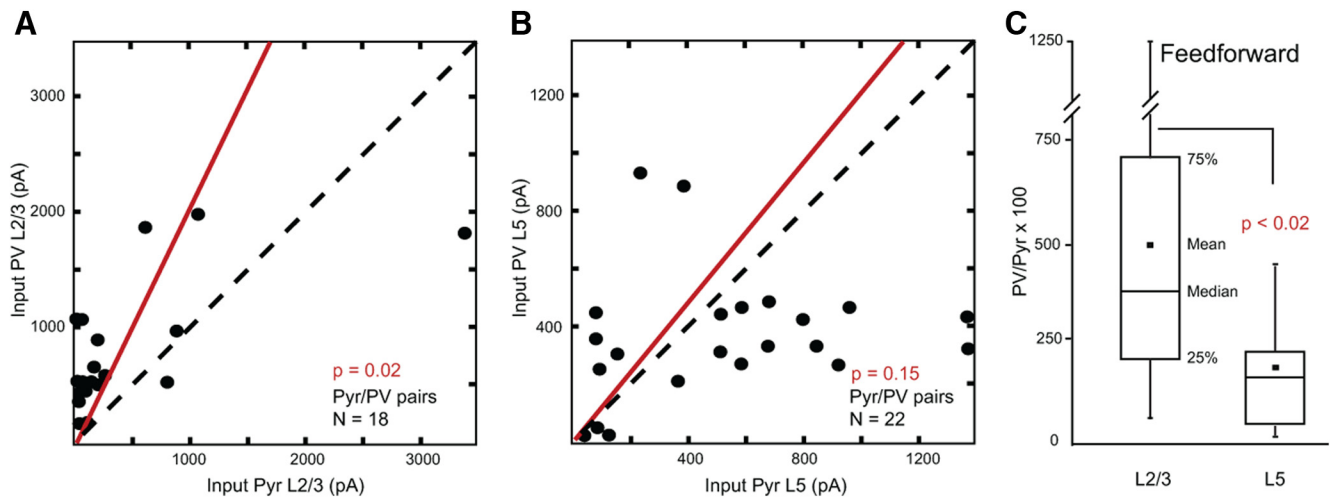 A
3000
2000
1000
Input PV L2/3 (pA)
p = 0.02
Pyr/PV pairs
N = 18
1000 2000 3000
Input Pyr L2/3 (pA)
B
1200
800
400
Input PV L5 (pA)
p = 0.15
Pyr/PV pairs
N = 22
400 800 1200
Input Pyr L5 (pA)
C
Feedforward
1250
750
500
250
0
PV/Pyr x 100
75%
Mean
Median
25%
p < 0.02
L2/3 L5